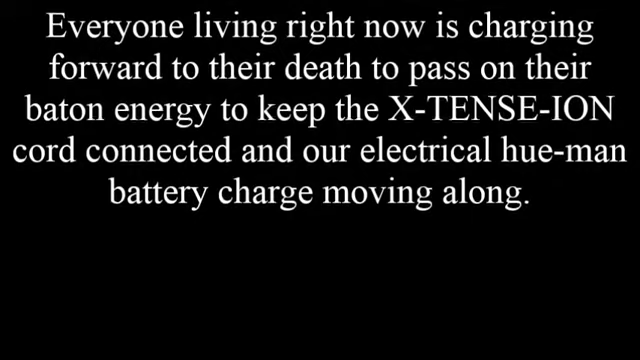 Everyone living right now is charging
forward to their death to pass on their
baton energy to keep the X-TENSE-ION
cord connected and our electrical hue-man
battery charge moving along.